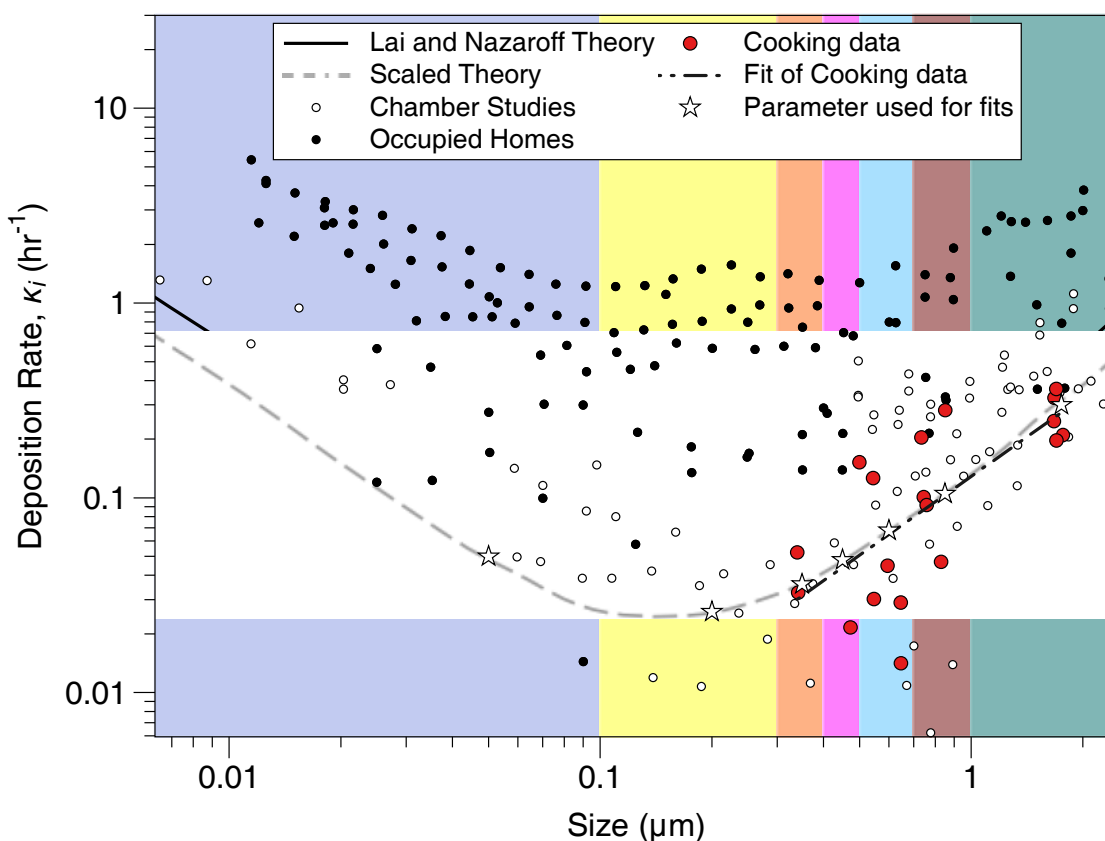 Lai and Nazaroff Theory
Scaled Theory
Chamber Studies
Occupied Homes
Cooking data
Fit of Cooking data
Parameter used for fits
Deposition Rate, κi (hr-1)
10
1
0.1
0.01
0.01
0.1
1
Size (μm)